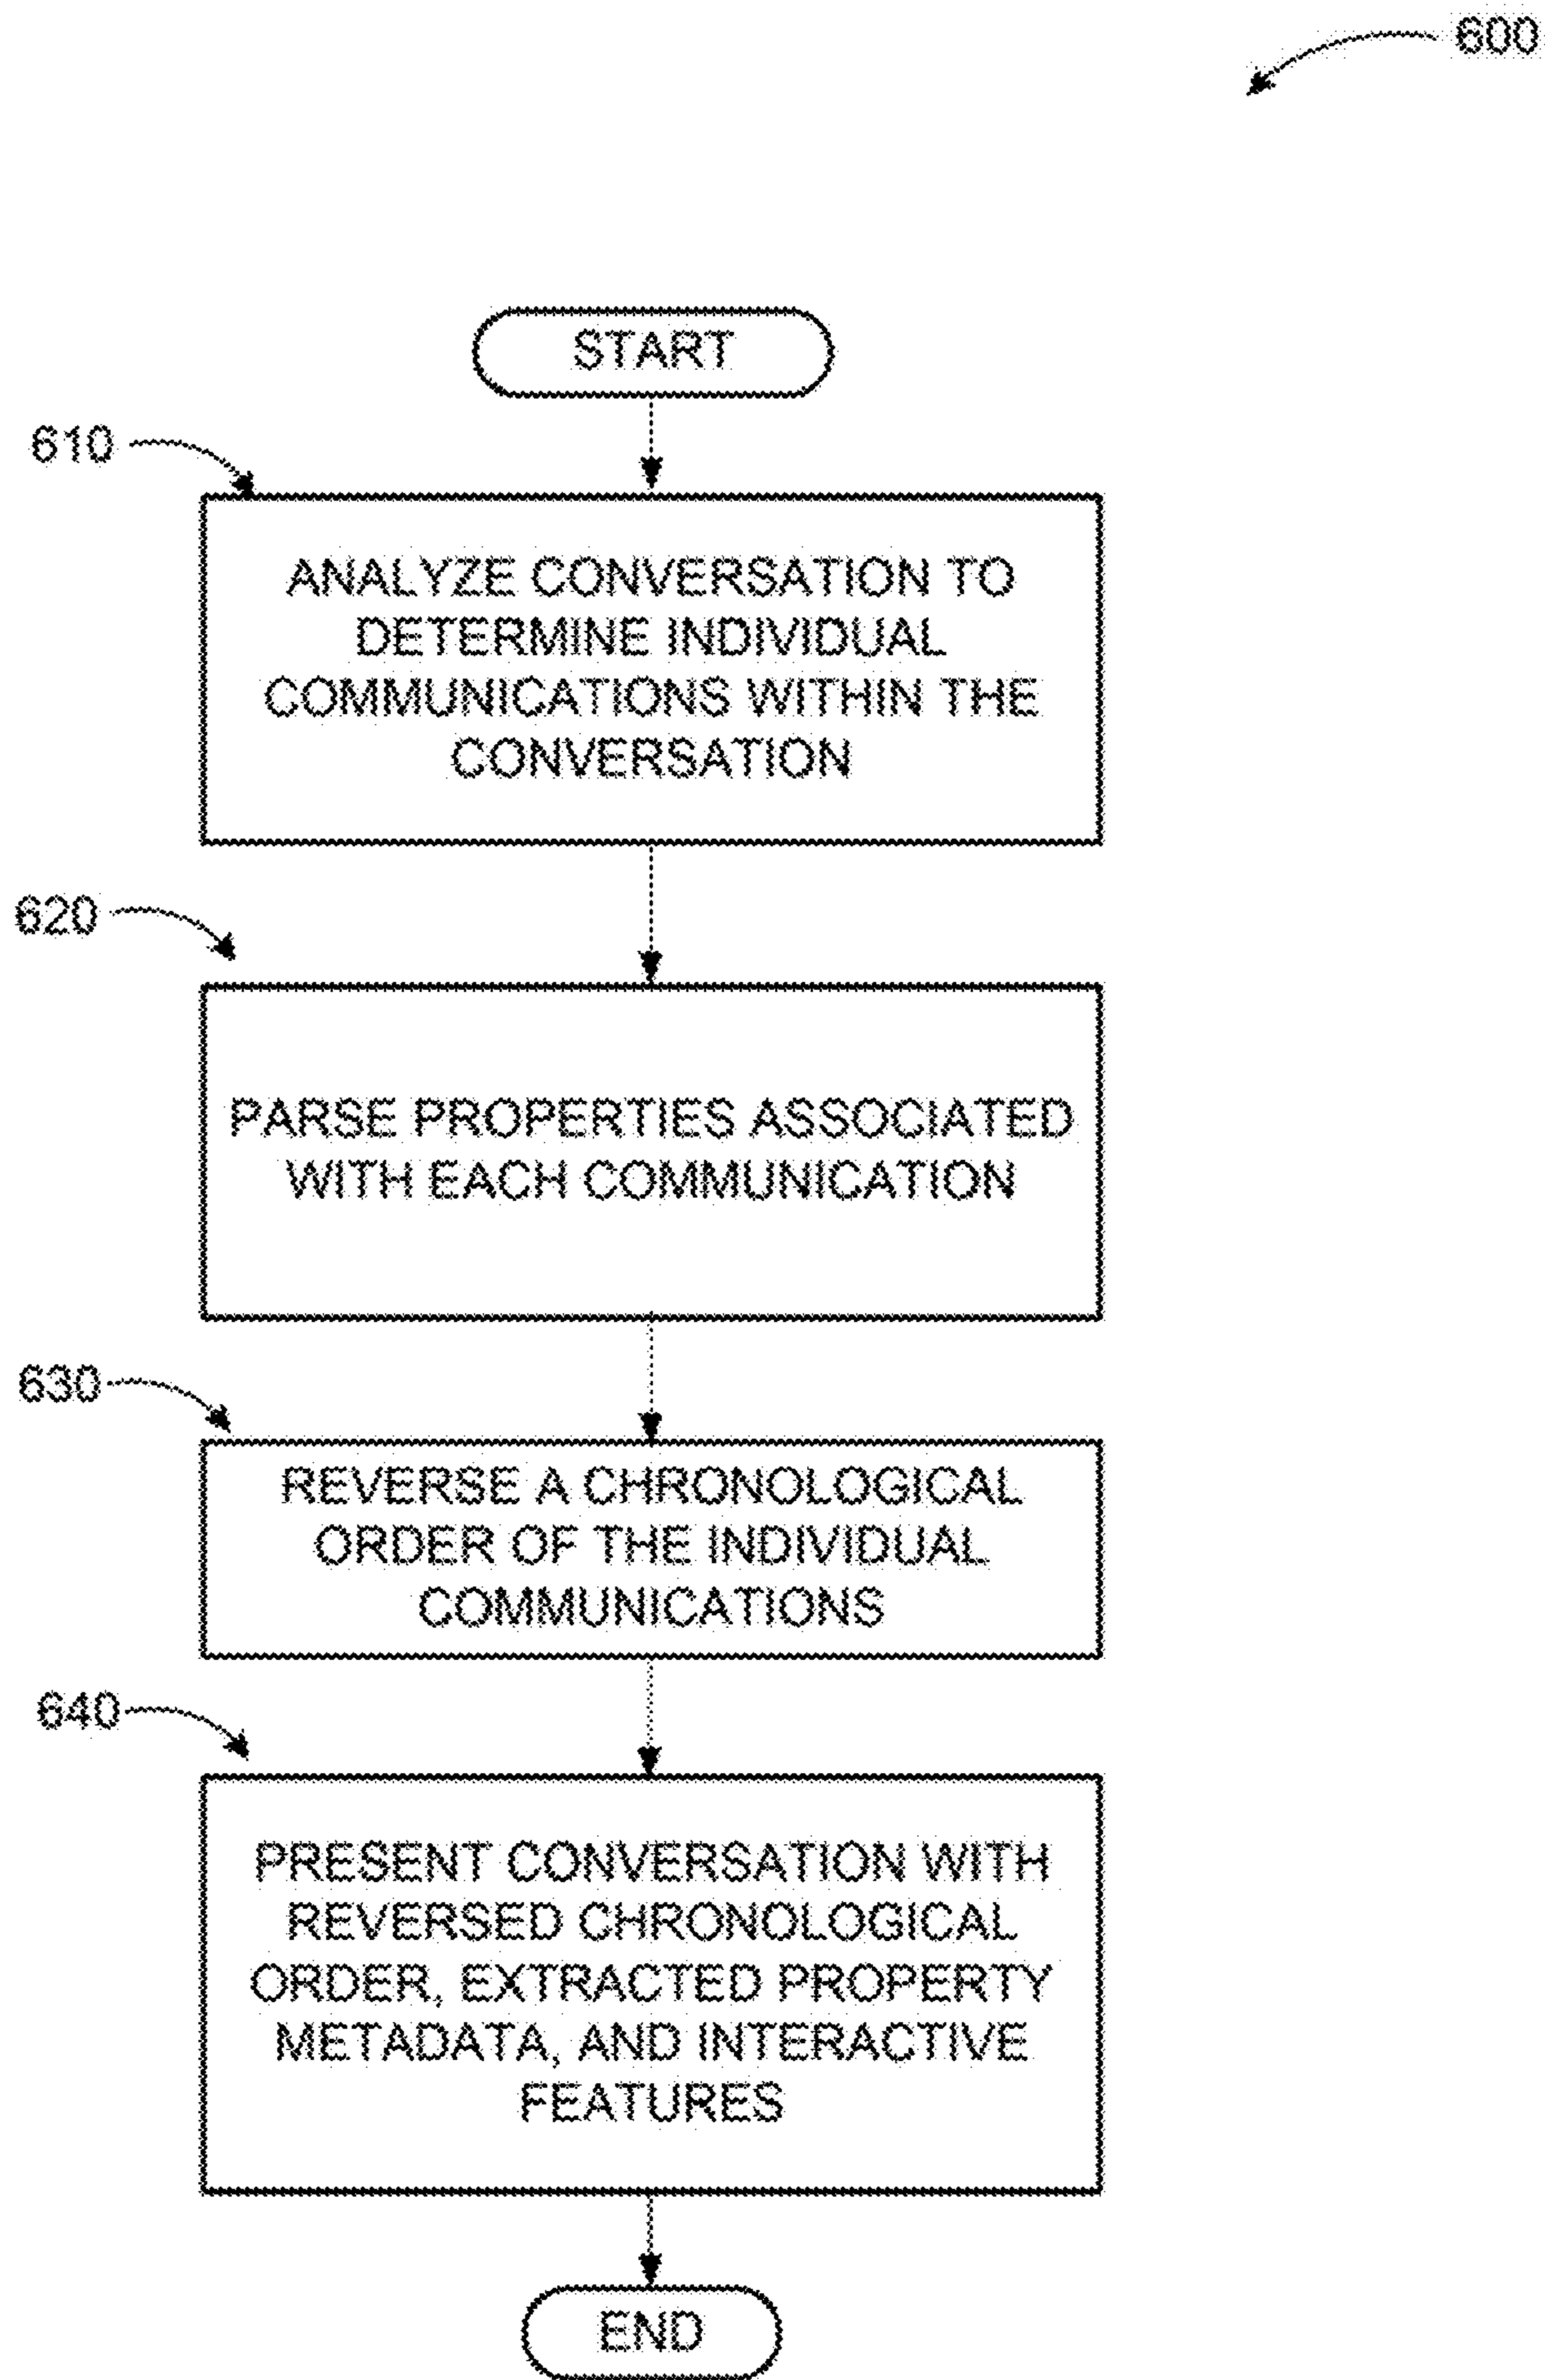 600
START
610
ANALYZE CONVERSATION TO
DETERMINE INDIVIDUAL
COMMUNICATIONS WITHIN THE
CONVERSATION
620
PARSE PROPERTIES ASSOCIATED
WITH EACH COMMUNICATION
630
REVERSE A CHRONOLOGICAL
ORDER OF THE INDIVIDUAL
COMMUNICATIONS
640
PRESENT CONVERSATION WITH
REVERSED CHRONOLOGICAL
ORDER, EXTRACTED PROPERTY
METADATA, AND INTERACTIVE
FEATURES
END